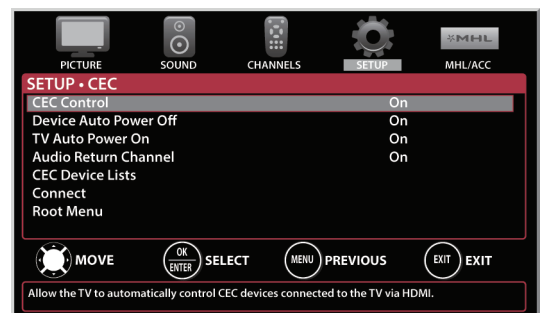 PICTURE SOUND CHANNELS SETUP MHL MHL/ACC
SETUP • CEC
CEC Control On
Device Auto Power Off On
TV Auto Power On On
Audio Return Channel On
CEC Device Lists
Connect
Root Menu
MOVE OK ENTER SELECT MENU PREVIOUS EXIT EXIT
Allow the TV to automatically control CEC devices connected to the TV via HDMI.